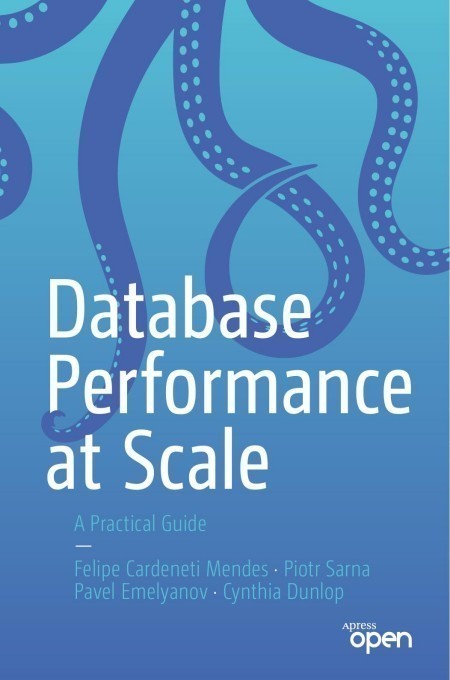 Database
Performance
at Scale
A Practical Guide
Felipe Cardeneti Mendes · Piotr Sarna
Pavel Emelyanov · Cynthia Dunlop
Apress
open